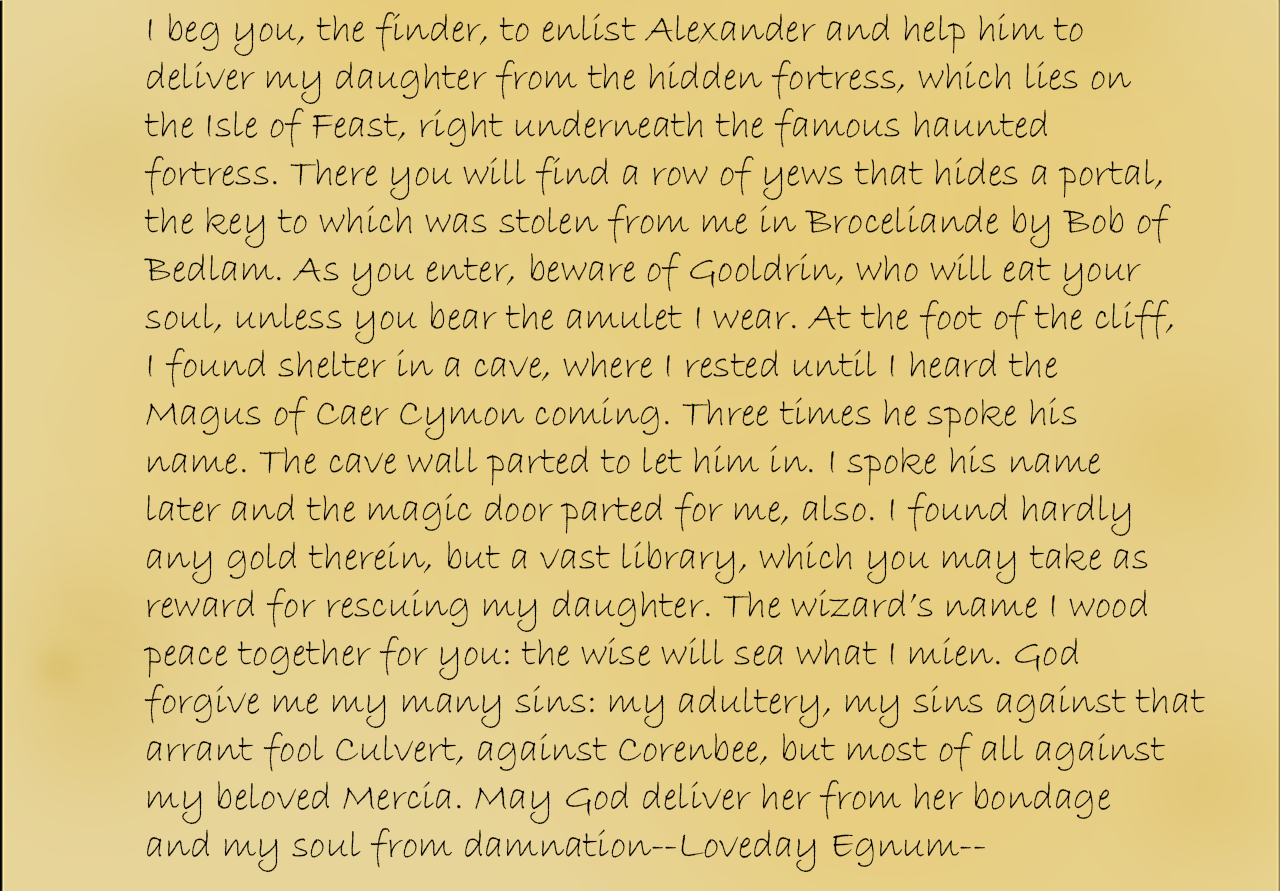 I beg you, the finder, to enlist Alexander and help him to
deliver my daughter from the hidden fortress, which lies on
the Isle of Feast, right underneath the famous haunted
fortress. There you will find a row of yews that hides a portal,
the key to which was stolen from me in Broceliande by Bob of
Bedlam. As you enter, beware of Gooldrin, who will eat your
soul, unless you bear the amulet I wear. At the foot of the cliff,
I found shelter in a cave, where I rested until I heard the
Magus of Caer Cymon coming. Three times he spoke his
name. The cave wall parted to let him in. I spoke his name
later and the magic door parted for me, also. I found hardly
any gold therein, but a vast library, which you may take as
reward for rescuing my daughter. The wizard's name I wood
peace together for you: the wise will sea what I mien. God
forgive me my many sins: my adultery, my sins against that
arrant fool Culvert, against Corenbee, but most of all against
my beloved Mercia. May God deliver her from her bondage
and my soul from damnation--Loveday Egnum--